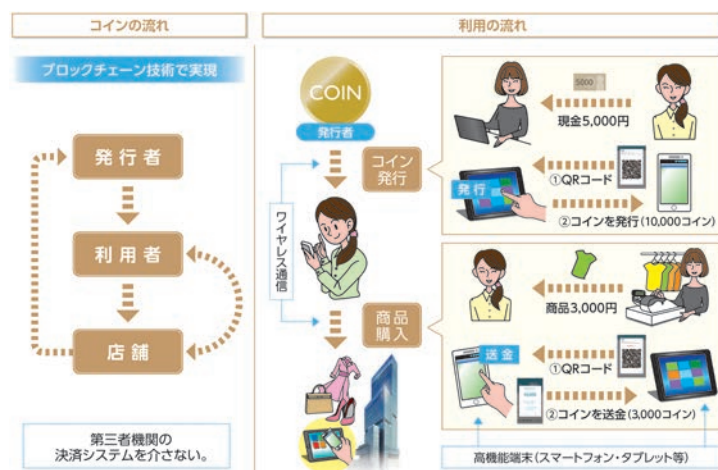 コインの流れ
ブロックチェーン技術で実現
発行者
利用者
店舗
第三者機関の
決済システムを介さない。
利用の流れ
COIN
発行者
コイン
発行
ワイヤレス通信
商品
購入
5000
現金5,000円
発行
①QRコード
②コインを発行(10,000コイン)
商品3,000円
送金
①QRコード
②コインを送金(3,000コイン)
高機能端末(スマートフォン・タブレット等)